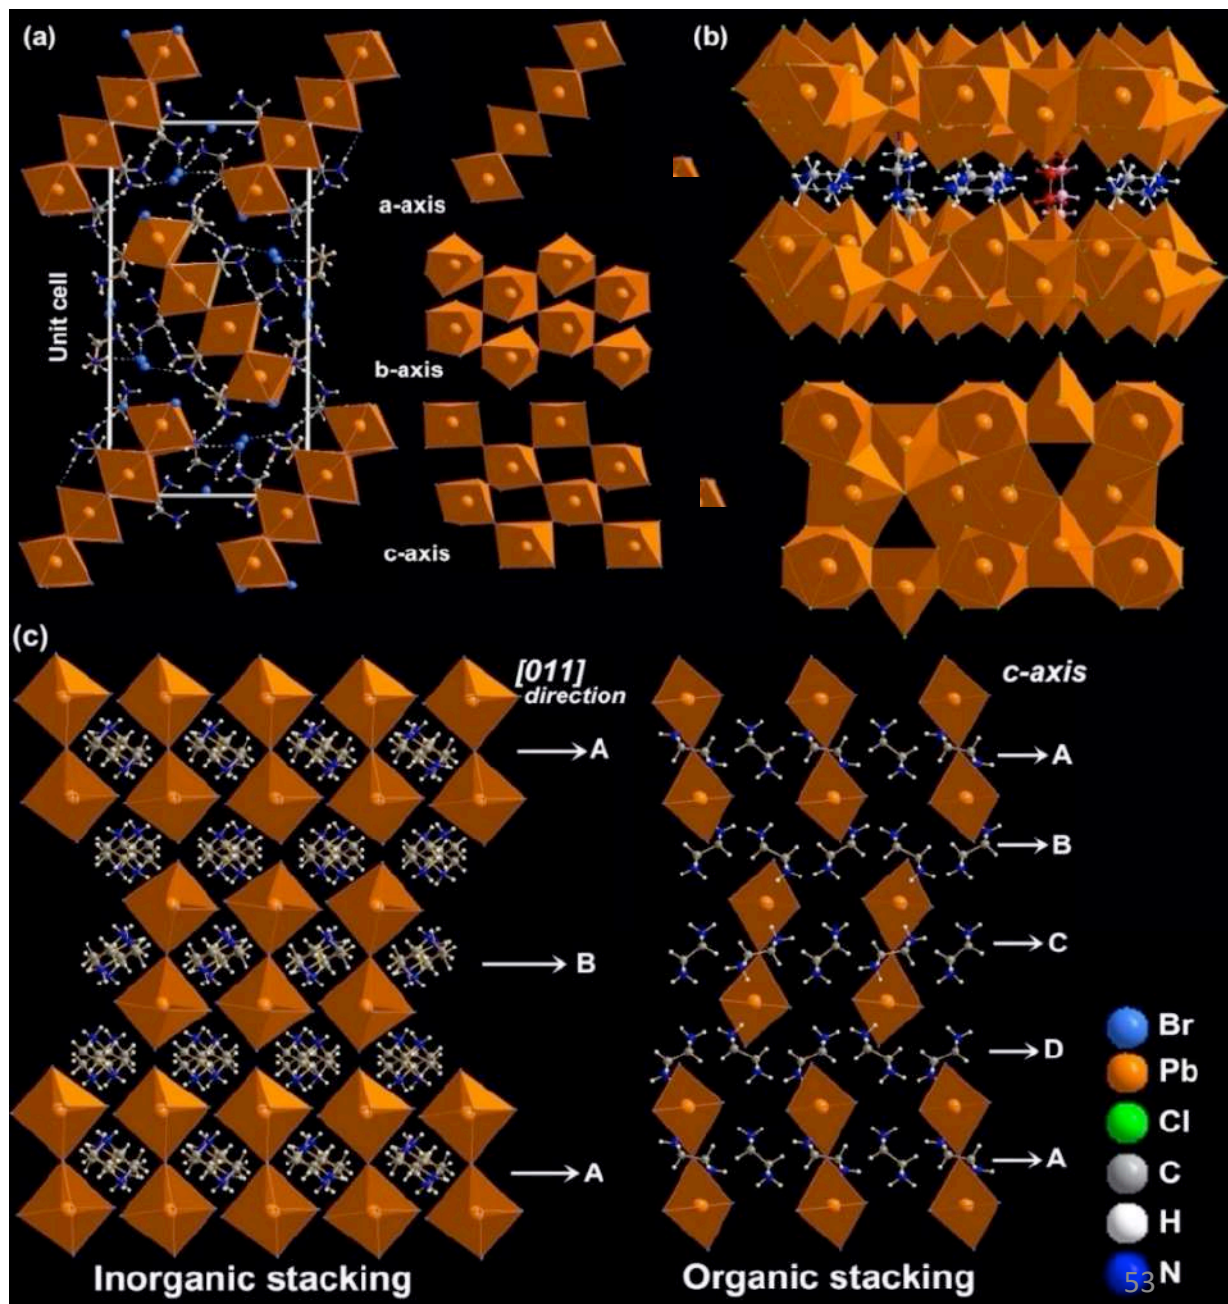 (a)
Unit cell
a-axis
b-axis
c-axis
(b)
(c)
[011]
direction
A
B
A
Inorganic stacking
c-axis
A
B
C
D
A
Organic stacking
Br
Pb
Cl
C
H
N
53